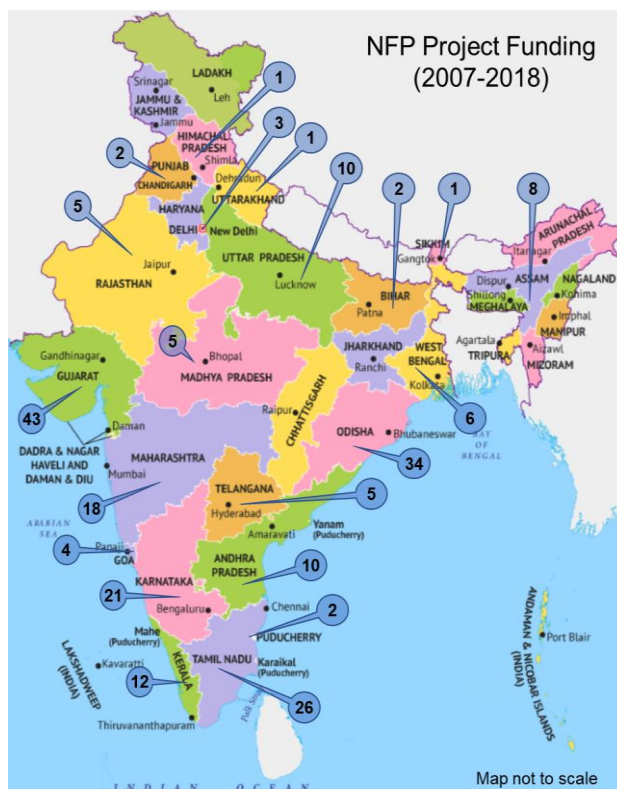 NFP Project Funding
(2007-2018)
LADAKH
Srinagar
Leh
JAMMU &
KASHMIR
Jammu
1
HIMACHAL
PRADESH
3
Shimla
2
PUNJAB
1
CHANDIGARH
Dehradun
UTTARAKHAND
10
2
1
8
HARYANA
5
DELHI
New Delhi
ARUNACHAL
PRADESH
SIKKIM
Itanagar
Gangtok
UTTAR PRADESH
Jaipur
RAJASTHAN
Lucknow
Dispur
ASSAM
NAGALAND
BIHAR
Shillong
Kohima
MEGHALAYA
Patna
Imphal
MANIPUR
JHARKHAND
WEST
BENGAL
Agartala
TRIPURA
Aizawl
MIZORAM
5
Bhopal
Ranchi
Gandhinagar
GUJARAT
MADHYA PRADESH
Kolkata
43
CHHATTISGARH
Raipur
6
Daman
ODISHA
Bhubaneswar
BAY
OF
BENGAL
DADRA & NAGAR
HAVELI AND
DAMAN & DIU
MAHARASHTRA
Mumbai
34
TELANGANA
18
5
Hyderabad
ARABIAN
SEA
Yanam
(Puducherry)
Amaravati
Panaji
4
GOA
ANDHRA
PRADESH
KARNATAKA
10
21
Bengaluru
2
Chennai
Mahe
(Puducherry)
PUDUCHERRY
ANDAMAN & NICOBAR ISLANDS
(INDIA)
Port Blair
LAKSHADWEEP
(INDIA)
Kavaratti
KERALA
TAMIL NADU
Karaikal
(Puducherry)
12
26
Palk Strait
Thiruvananthapuram
Map not to scale
INDIAN OCEAN